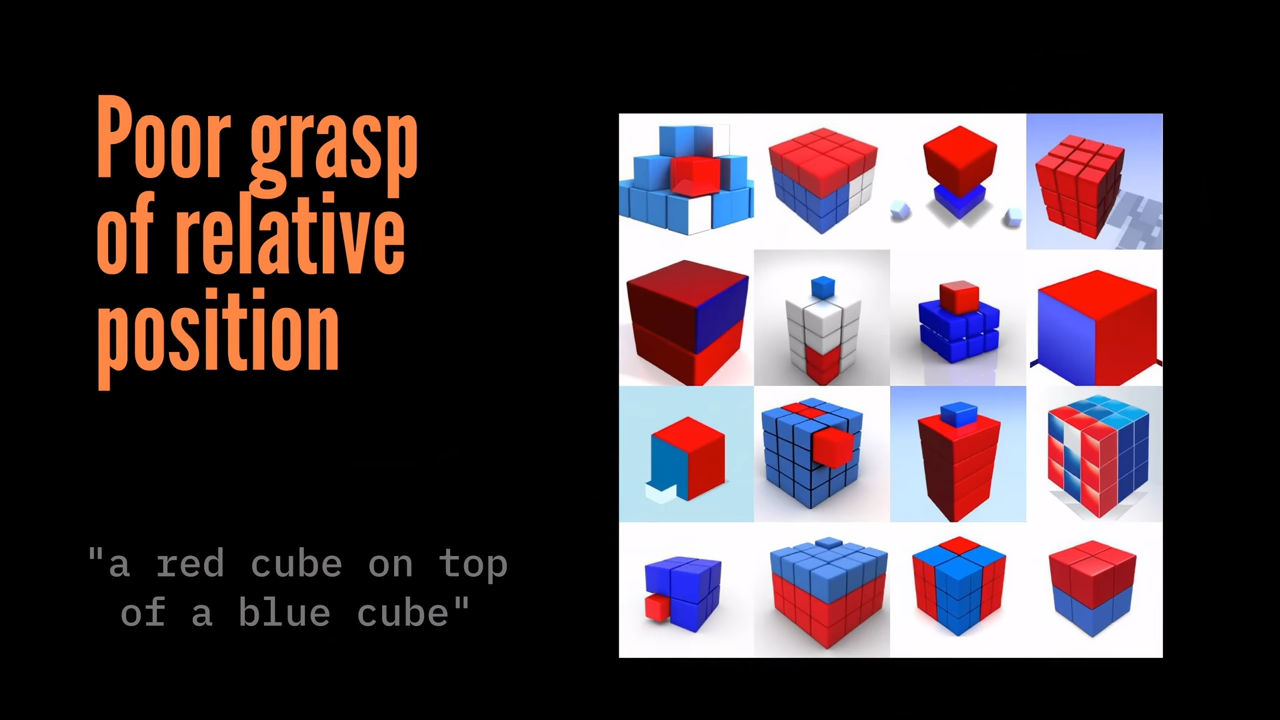 Poor grasp
of relative
position
"a red cube on top
of a blue cube"